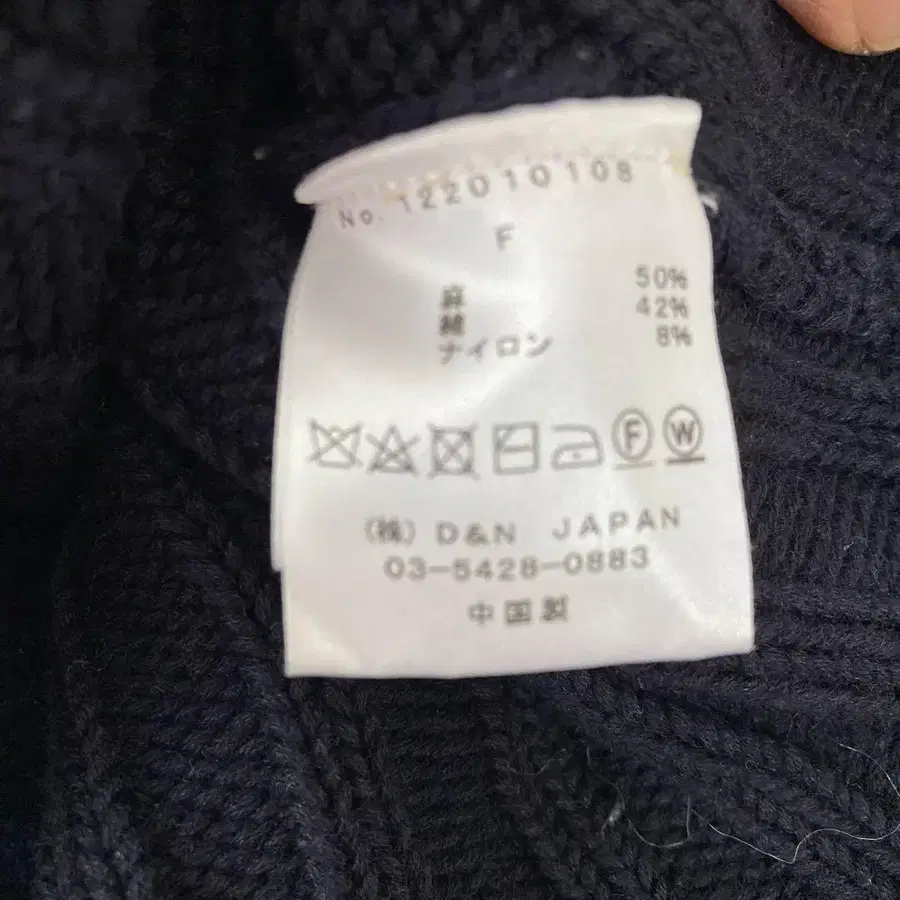 No. 122010108
F
麻 50%
綿 42%
ナイロン 8%
F W
(株) D&N JAPAN
03-5428-0883
中国製